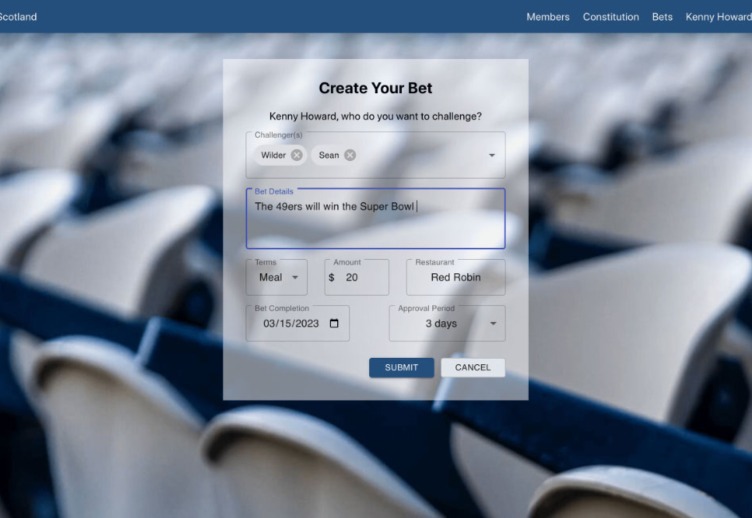 Scotland
Members Constitution Bets Kenny Howard
Create Your Bet
Kenny Howard, who do you want to challenge?
Challenger(s)
Wilder Sean
Bet Details
The 49ers will win the Super Bowl
Terms Amount Restaurant
Meal $ 20 Red Robin
Bet Completion Approval Period
03/15/2023 3 days
SUBMIT CANCEL